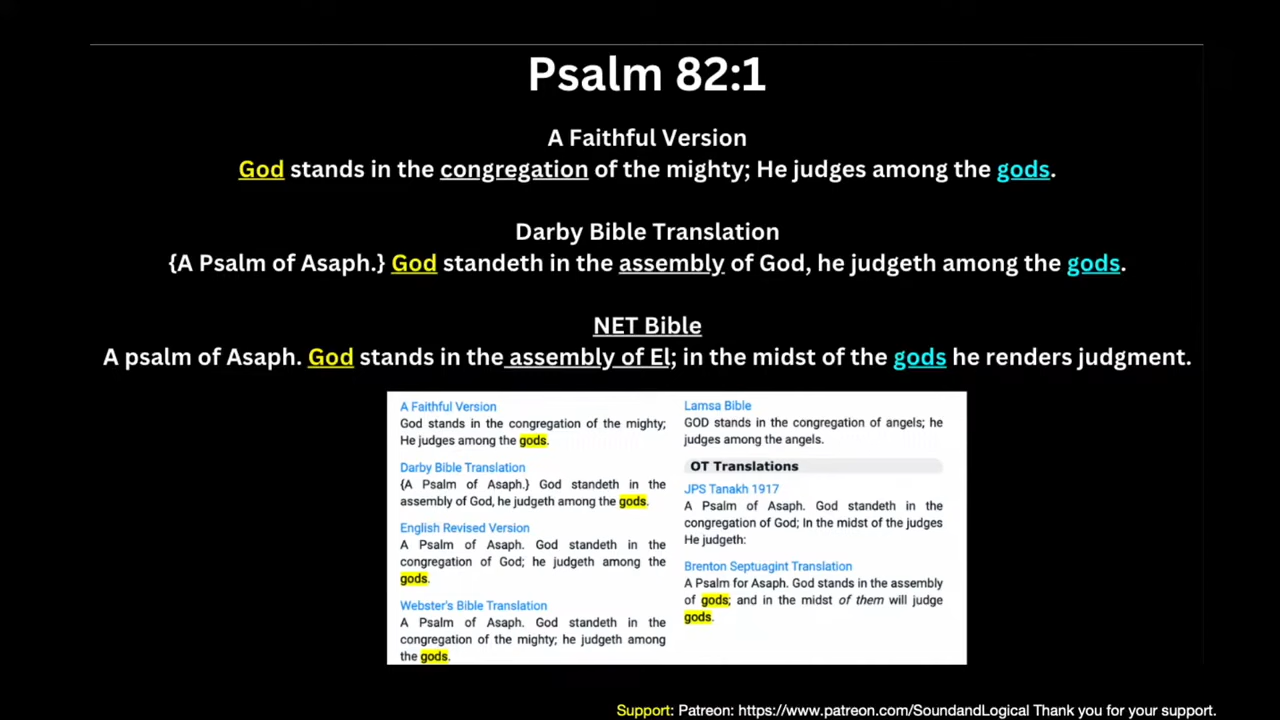 Psalm 82:1
A Faithful Version
God stands in the congregation of the mighty; He judges among the gods.
Darby Bible Translation
{A Psalm of Asaph.} God standeth in the assembly of God, he judgeth among the gods.
NET Bible
A psalm of Asaph. God stands in the assembly of El; in the midst of the gods he renders judgment.
A Faithful Version
God stands in the congregation of the mighty;
He judges among the gods.
Darby Bible Translation
{A Psalm of Asaph.} God standeth in the
assembly of God, he judgeth among the gods.
English Revised Version
A Psalm of Asaph. God standeth in the
congregation of God; he judgeth among the
gods.
Webster's Bible Translation
A Psalm of Asaph. God standeth in the
congregation of the mighty; he judgeth among
the gods.
Lamsa Bible
GOD stands in the congregation of angels; he
judges among the angels.
OT Translations
JPS Tanakh 1917
A Psalm of Asaph. God standeth in the
congregation of God; In the midst of the judges
He judgeth:
Brenton Septuagint Translation
A Psalm for Asaph. God stands in the assembly
of gods; and in the midst of them will judge
gods.
Support: Patreon: https://www.patreon.com/SoundandLogical Thank you for your support.